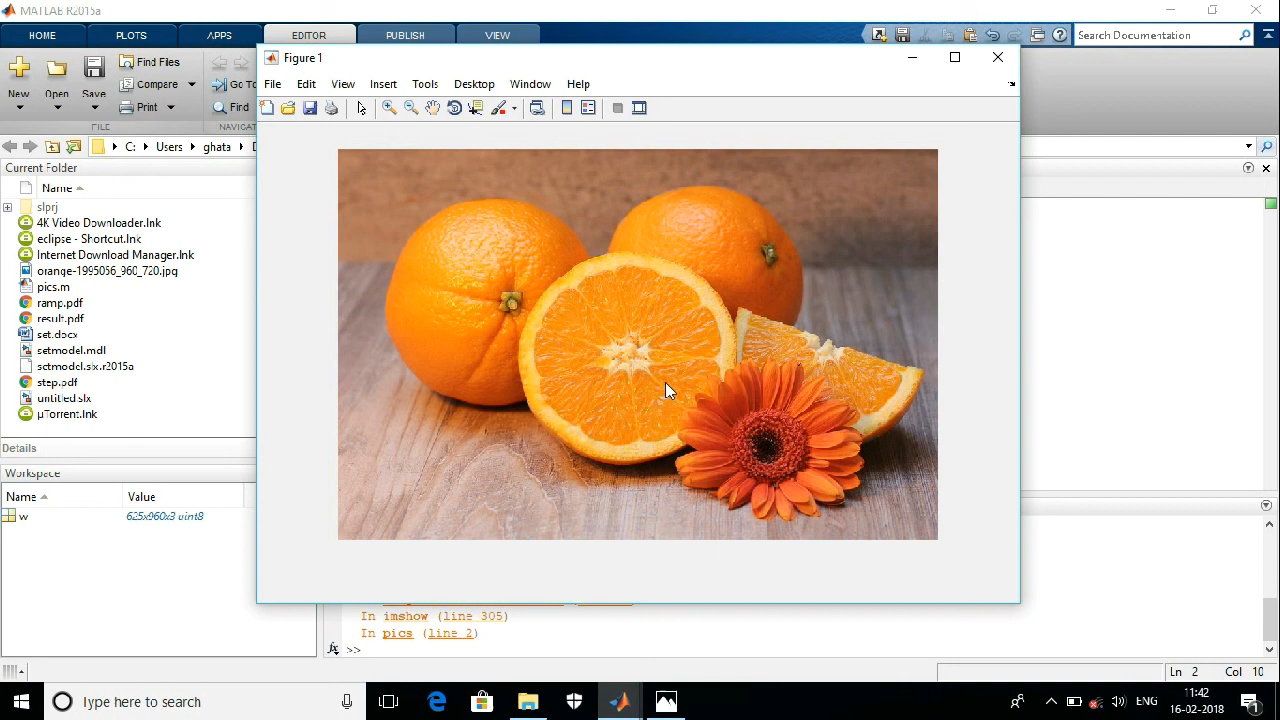 MATLAB R2015a
HOME PLOTS APPS EDITOR PUBLISH VIEW Search Documentation
Figure 1
File Edit View Insert Tools Desktop Window Help
New Open Save Find Files
Compare
Print
Go To
Find
FILE NAVIGAT
C: Users ghata
Current Folder
Name
slprj
4K Video Downloader.lnk
eclipse - Shortcut.lnk
Internet Download Manager.lnk
orange-1995056_960_720.jpg
pics.m
ramp.pdf
result.pdf
set.docx
setmodel.mdl
setmodel.slx.r2015a
step.pdf
untitled.slx
µTorrent.lnk
Details
Workspace
Name Value
w 625x960x3 uint8
In imshow (line 305)
In pics (line 2)
fx >>
Ln 2 Col 10
Type here to search
ENG
1:42
16-02-2018
1